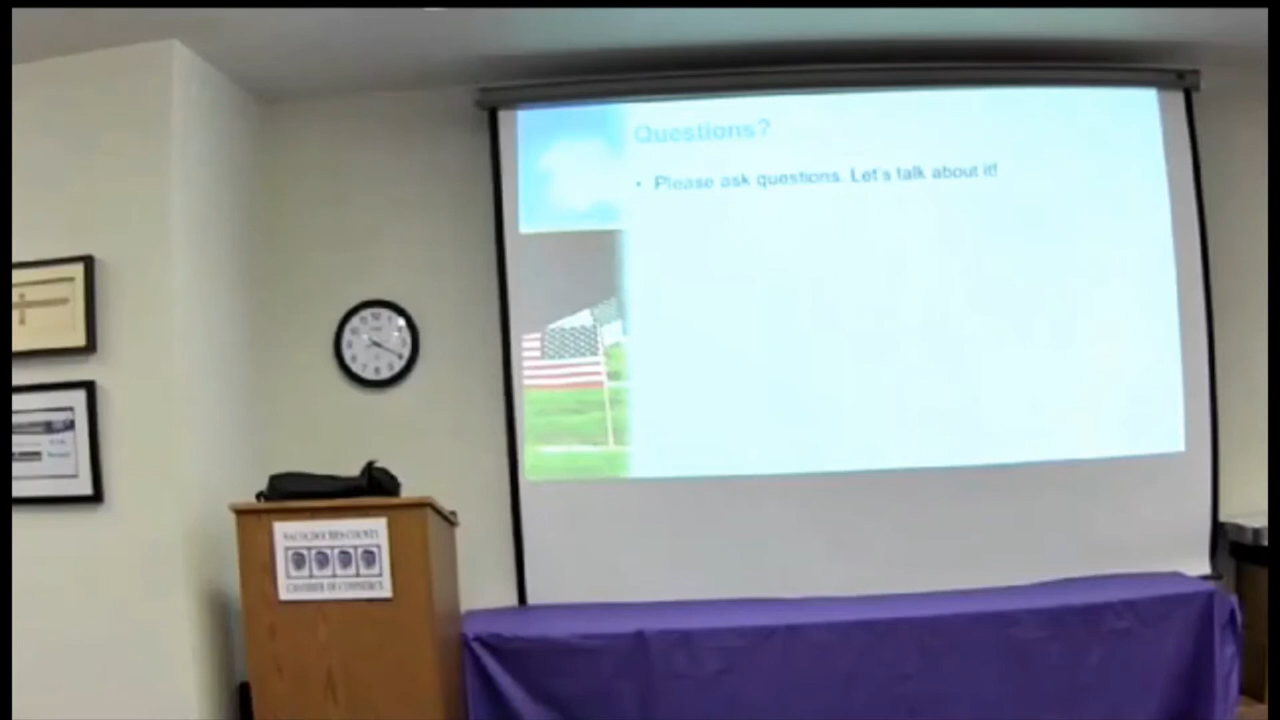 Questions?
• Please ask questions. Let's talk about it!
NACOGDOCHES COUNTY
CHAMBER OF COMMERCE